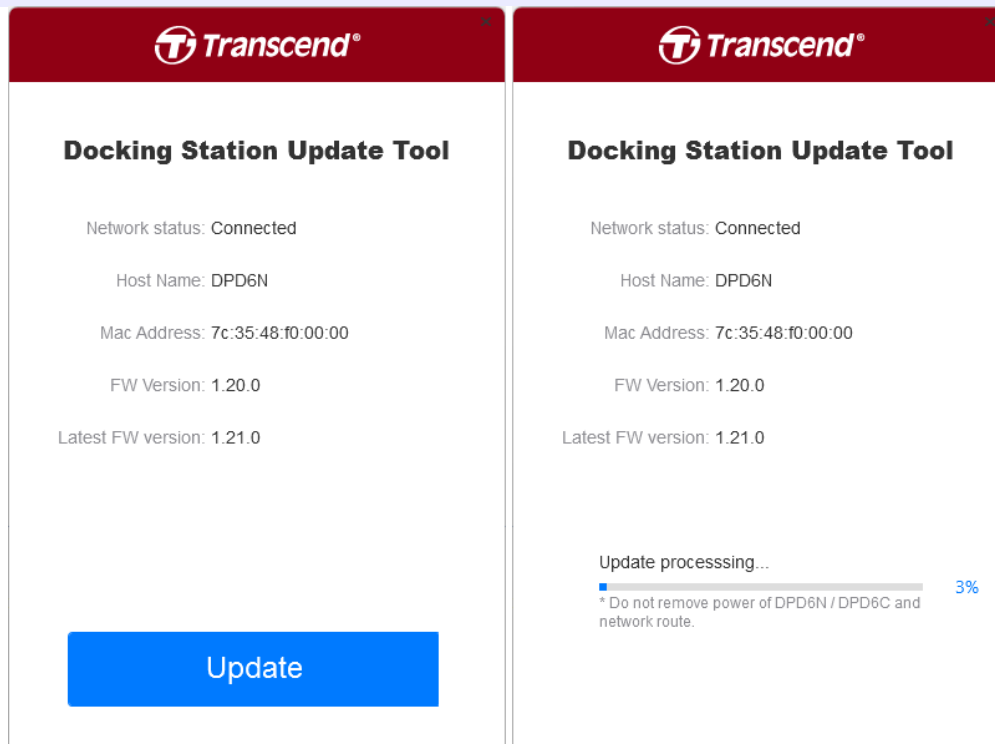 Transcend®
Docking Station Update Tool
Network status: Connected
Host Name: DPD6N
Mac Address: 7c:35:48:f0:00:00
FW Version: 1.20.0
Latest FW version: 1.21.0
Update
Transcend®
Docking Station Update Tool
Network status: Connected
Host Name: DPD6N
Mac Address: 7c:35:48:f0:00:00
FW Version: 1.20.0
Latest FW version: 1.21.0
Update processsing...
3%
* Do not remove power of DPD6N / DPD6C and
network route.